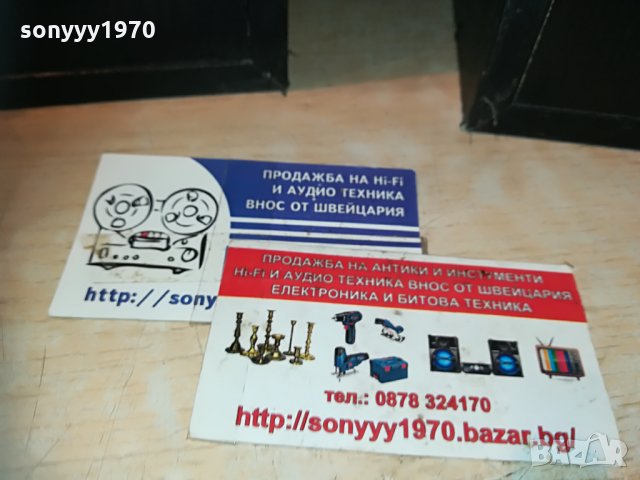 sonyyy1970
ПРОДАЖБА НА Hi-Fi
И АУДИО ТЕХНИКА
ВНОС ОТ ШВЕЙЦАРИЯ
http://sony
ПРОДАЖБА НА АНТИКИ И ИНСТРУМЕНТИ
Hi-Fi И АУДИО ТЕХНИКА ВНОС ОТ ШВЕЙЦАРИЯ
ЕЛЕКТРОНИКА И БИТОВА ТЕХНИКА
тел.: 0878 324170
http://sonyyy1970.bazar.bg/
BAZAR